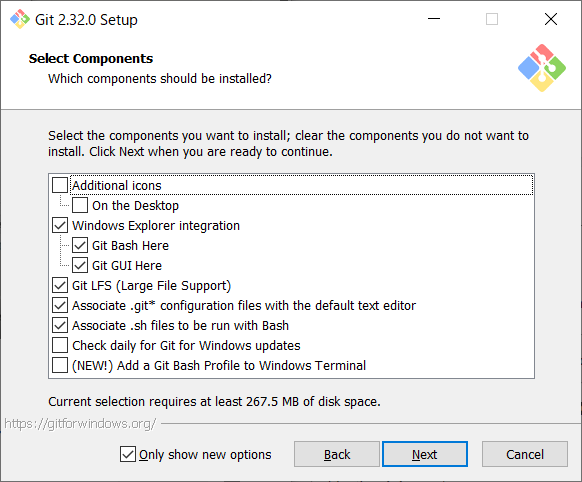 Git 2.32.0 Setup
Select Components
Which components should be installed?
Select the components you want to install; clear the components you do not want to
install. Click Next when you are ready to continue.
Additional icons
On the Desktop
Windows Explorer integration
Git Bash Here
Git GUI Here
Git LFS (Large File Support)
Associate .git* configuration files with the default text editor
Associate .sh files to be run with Bash
Check daily for Git for Windows updates
(NEW!) Add a Git Bash Profile to Windows Terminal
Current selection requires at least 267.5 MB of disk space.
https://gitforwindows.org/
Only show new options
Back
Next
Cancel